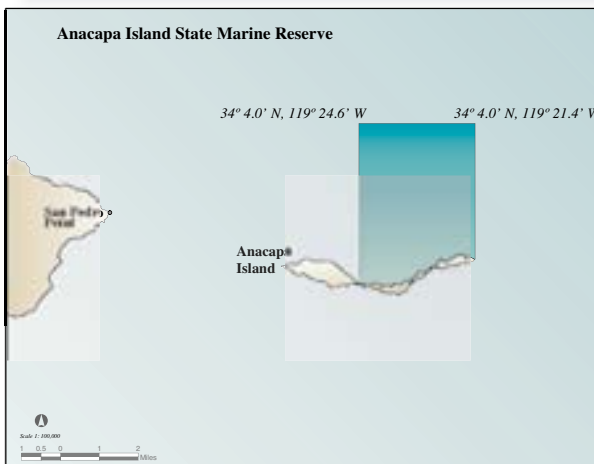 Anacapa Island State Marine Reserve
34º 4.0’ N, 119º 24.6’ W
34º 4.0’ N, 119º 21.4’ W
San Pedro
Point
Anacapa
Island
Scale 1: 100,000
1 0.5 0 1 2
Miles